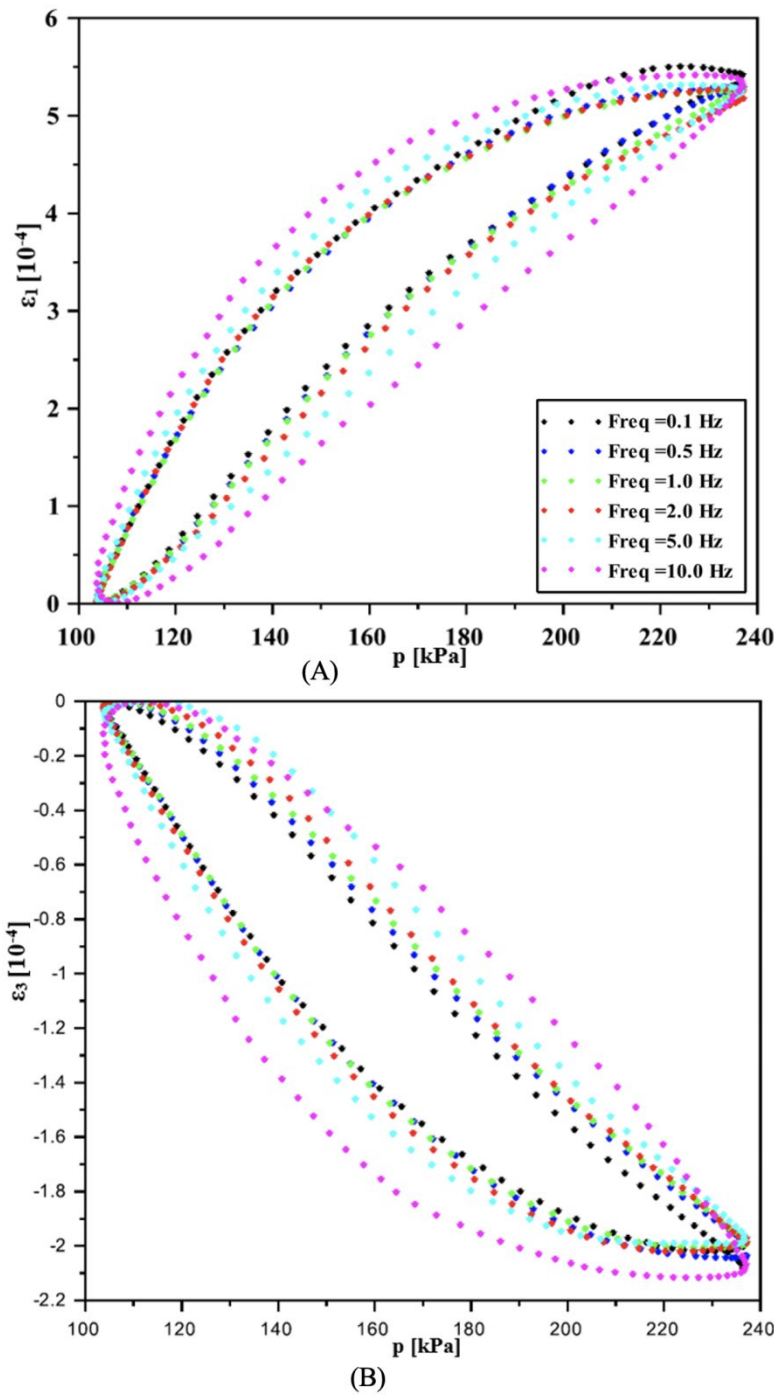 6
5
4
3
2
1
0
ε1 [10-4]
Freq =0.1 Hz
Freq =0.5 Hz
Freq =1.0 Hz
Freq =2.0 Hz
Freq =5.0 Hz
Freq =10.0 Hz
100 120 140 160 180 200 220 240
p [kPa]
(A)
0
-0.2
-0.4
-0.6
-0.8
-1
-1.2
-1.4
-1.6
-1.8
-2
-2.2
ε3 [10-4]
100 120 140 160 180 200 220 240
p [kPa]
(B)